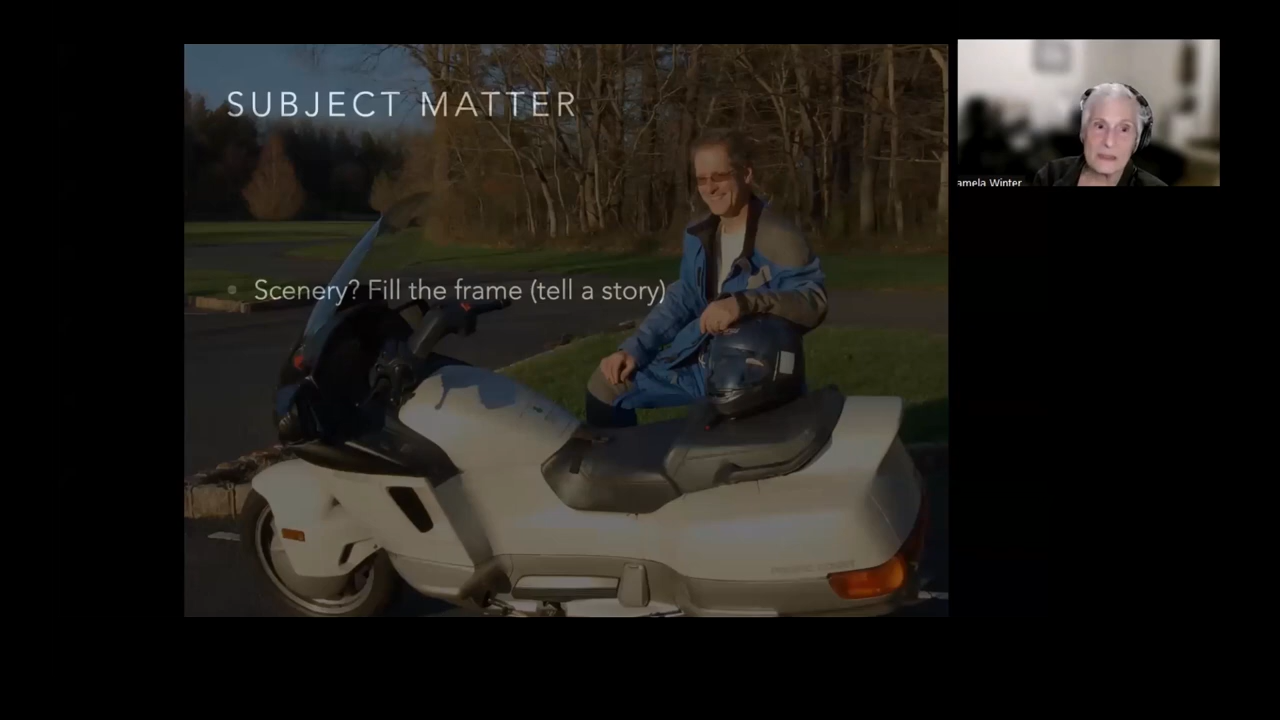 SUBJECT MATTER
Scenery? Fill the frame (tell a story)
amela Winter